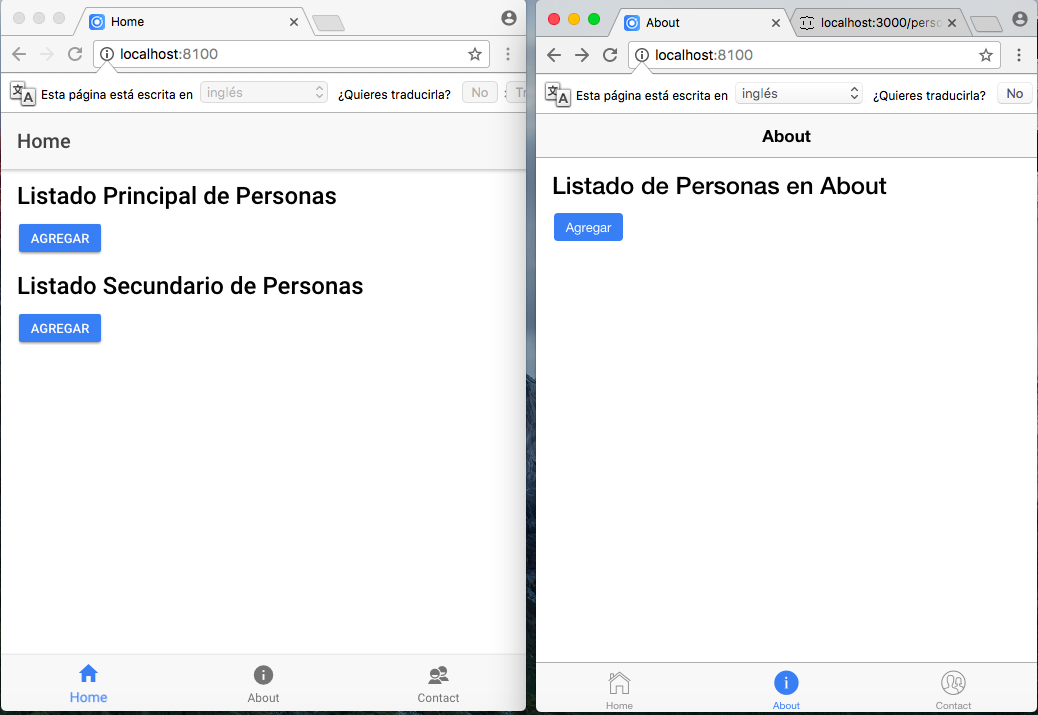 Home
localhost:8100
Esta página está escrita en inglés ¿Quieres traducirla? No
Home
Listado Principal de Personas
AGREGAR
Listado Secundario de Personas
AGREGAR
Home About Contact
About localhost:3000/perso
localhost:8100
Esta página está escrita en inglés ¿Quieres traducirla? No
About
Listado de Personas en About
Agregar
Home About Contact